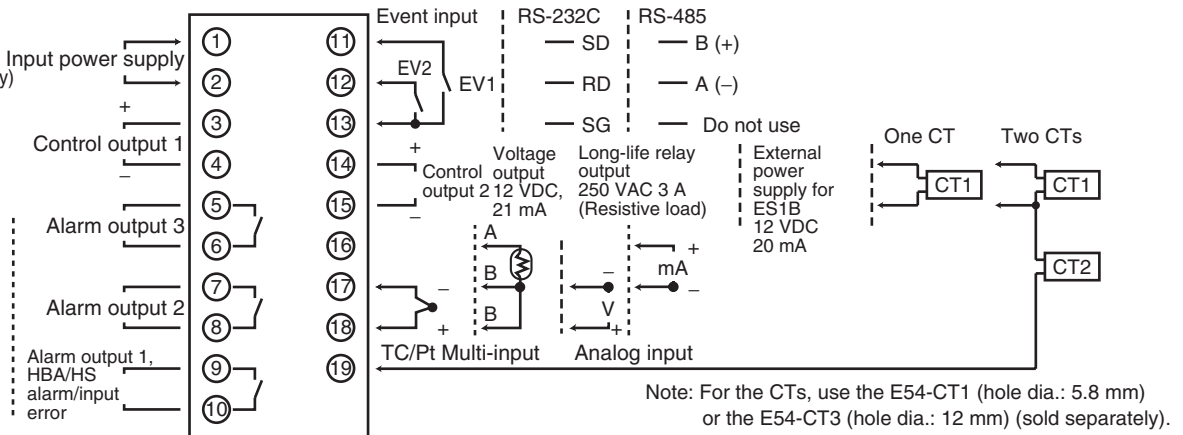 Input power supply
y)
+
Control output 1
−
Alarm output 3
Alarm output 2
Alarm output 1,
HBA/HS
alarm/input
error
1
2
3
4
5
6
7
8
9
10
11
12
13
14
15
16
17
18
19
Event input
EV2
EV1
RS-232C
SD
RD
SG
RS-485
B (+)
A (−)
Do not use
+
Control
output 2
−
Voltage
output
12 VDC,
21 mA
Long-life relay
output
250 VAC 3 A
(Resistive load)
External
power
supply for
ES1B
12 VDC
20 mA
One CT
CT1
Two CTs
CT1
CT2
−
+
A
B
B
−
V
+
+
mA
−
TC/Pt Multi-input
Analog input
Note: For the CTs, use the E54-CT1 (hole dia.: 5.8 mm)
or the E54-CT3 (hole dia.: 12 mm) (sold separately).